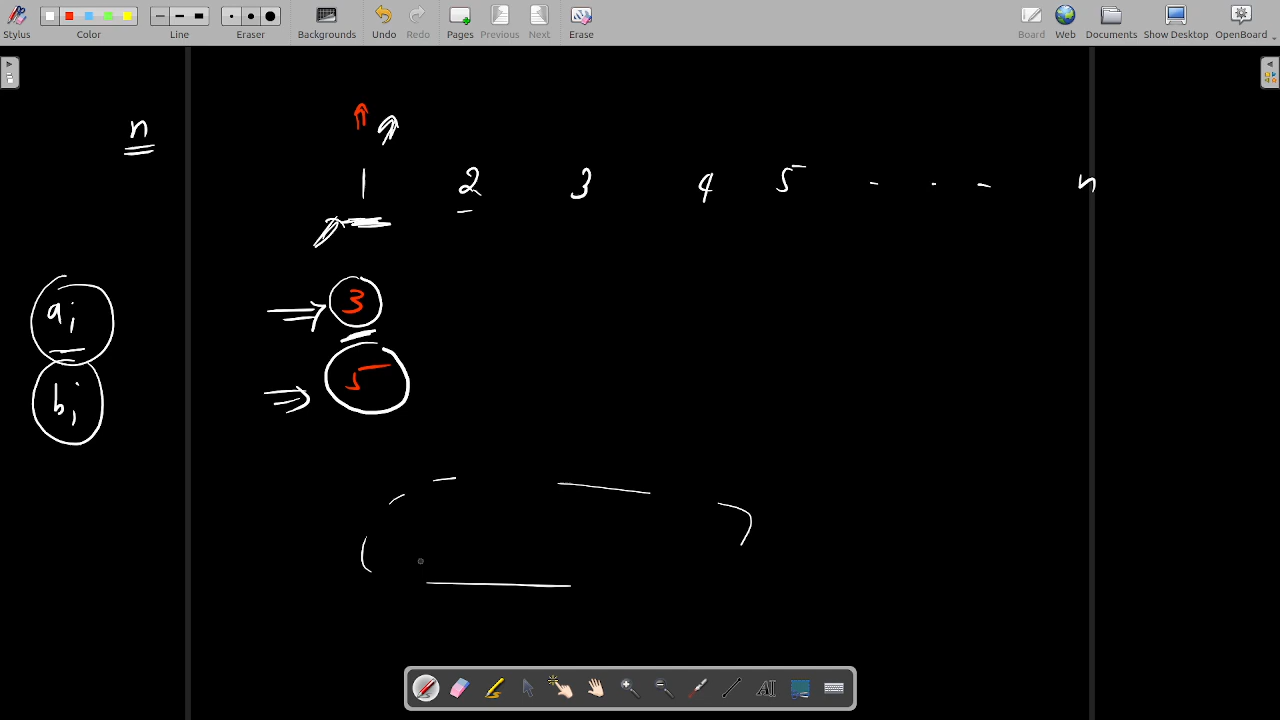 Stylus Color Line Eraser Backgrounds Undo Redo Pages Previous Next Erase Board Web Documents Show Desktop OpenBoard
n
1 2 3 4 5 - - - n
ai 3
bi 5
AI